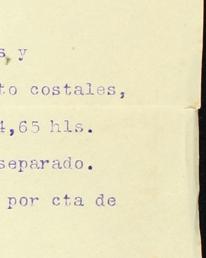 s y
to costales,
4,65 hls.
separado.
por cta de